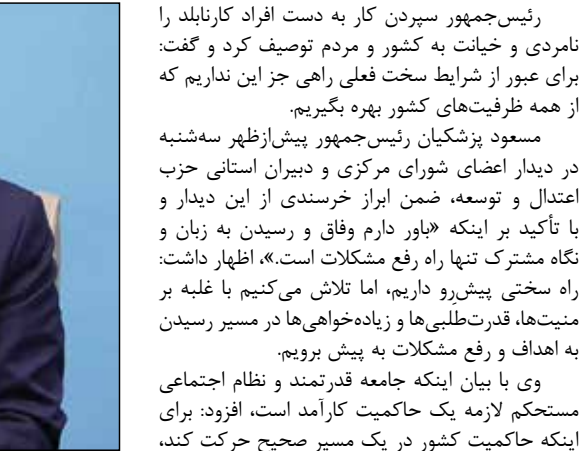 رئیس‌جمهور سپردن کار به دست افراد کارنابلد را
نامردی و خیانت به کشور و مردم توصیف کرد و گفت:
برای عبور از شرایط سخت فعلی راهی جز این نداریم که
از همه ظرفیت‌های کشور بهره بگیریم.
مسعود پزشکیان رئیس‌جمهور پیش‌ازظهر سه‌شنبه
در دیدار اعضای شورای مرکزی و دبیران استانی حزب
اعتدال و توسعه، ضمن ابراز خرسندی از این دیدار و
با تأکید بر اینکه «باور دارم وفاق و رسیدن به زبان و
نگاه مشترک تنها راه رفع مشکلات است.»، اظهار داشت:
راه سختی پیش‌ِرو داریم، اما تلاش می‌کنیم با غلبه بر
منیت‌ها، قدرت‌طلَبی‌ها و زیاده‌خواهی‌ها در مسیر رسیدن
به اهداف و رفع مشکلات به پیش برویم.
وی با بیان اینکه جامعه قدرتمند و نظام اجتماعی
مستحکم لازمه یک حاکمیت کارآمد است، افزود: برای
اینکه حاکمیت کشور در یک مسیر صحیح حرکت کند،